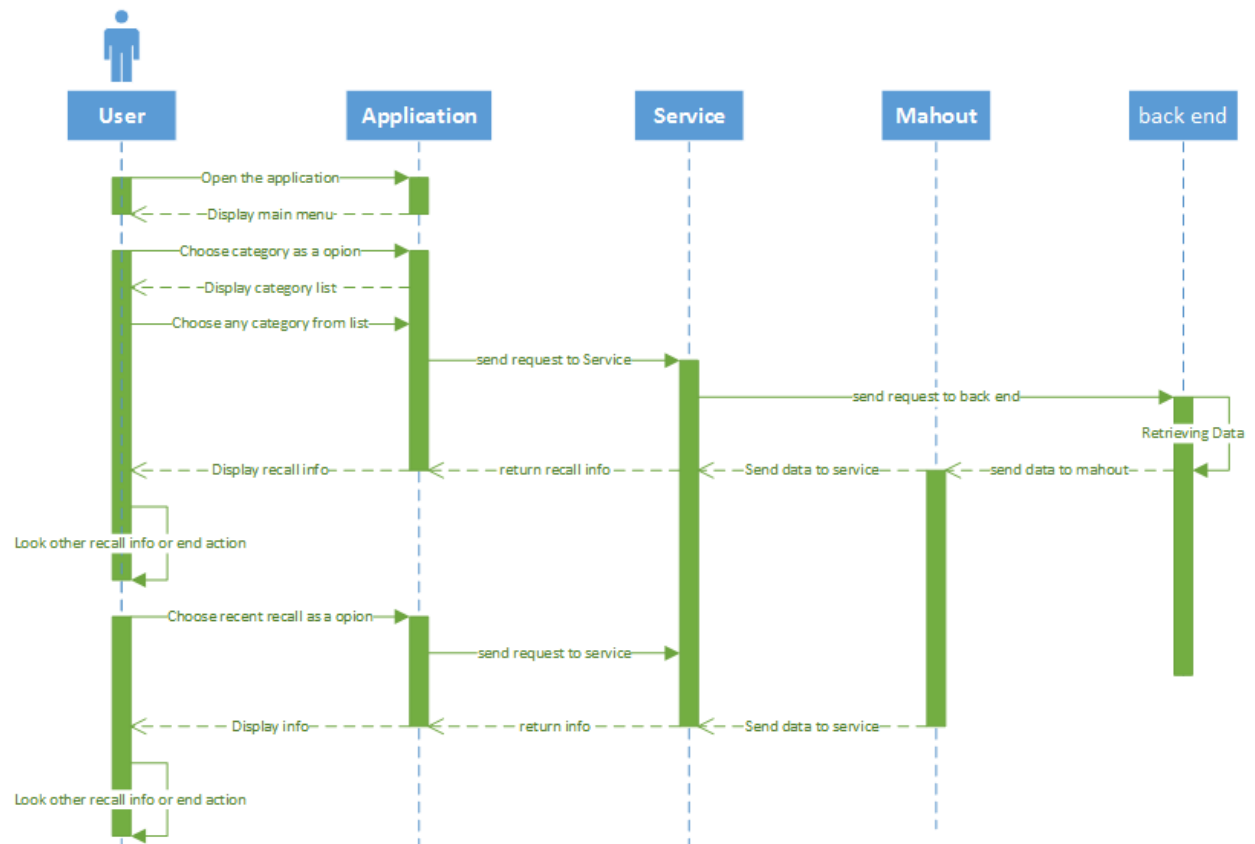 User
Application
Service
Mahout
back end
Open the application
Display main menu
Choose category as a opion
Display category list
Choose any category from list
send request to Service
send request to back end
Retrieving Data
Display recall info
return recall info
Send data to service
send data to mahout
Look other recall info or end action
Choose recent recall as a opion
send request to service
Display info
return info
Send data to service
Look other recall info or end action